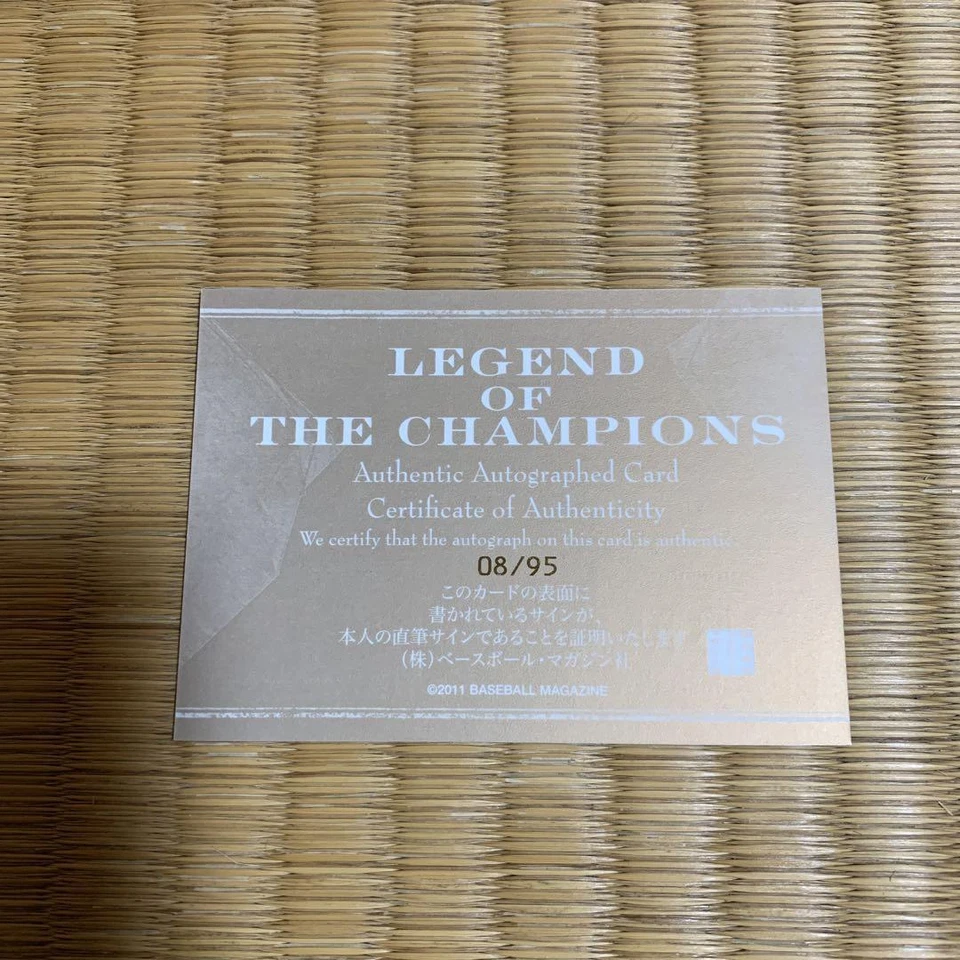 LEGEND
OF
THE CHAMPIONS
Authentic Autographed Card
Certificate of Authenticity
We certify that the autograph on this card is authentic.
08/95
このカードの表面に
書かれているサインが、
本人の直筆サインであることを証明いたします
(株)ベースボール・マガジン社
©2011 BASEBALL MAGAZINE